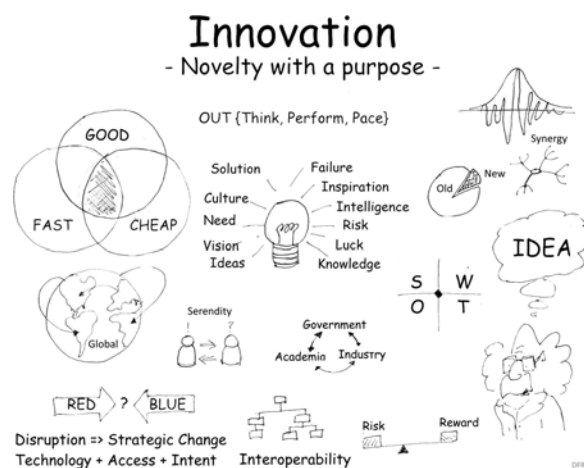 Innovation
- Novelty with a purpose -
OUT {Think, Perform, Pace}
GOOD
FAST
CHEAP
Solution
Failure
Inspiration
Culture
Intelligence
Need
Risk
Vision
Luck
Ideas
Knowledge
Synergy
Old
New
IDEA
S W
O T
Global
Serendity
! ?
Government
Academia
Industry
RED ? BLUE
Disruption => Strategic Change
Technology + Access + Intent
Interoperability
Risk
Reward